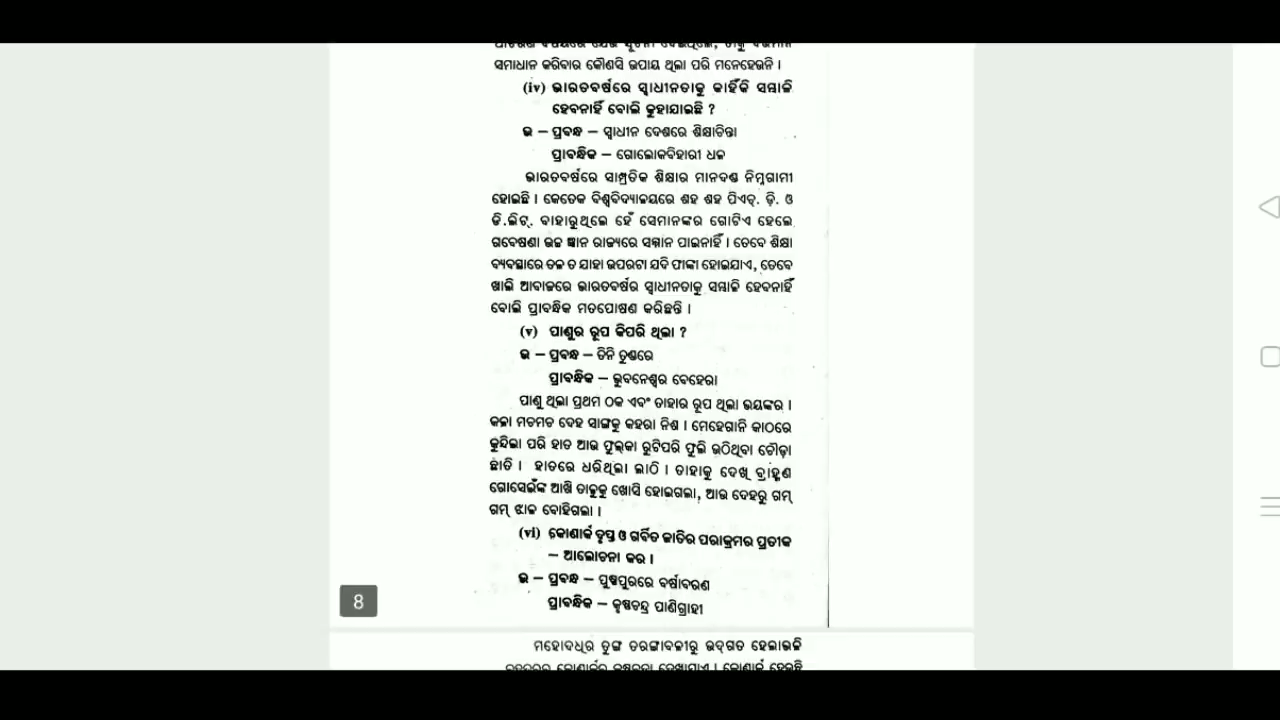 ସମାଧାନ କରିବାର କୌଣସି ଉପାୟ ଥିଲା ପରି ମନେହେଉନି ।
(iv) ଭାରତବର୍ଷରେ ସ୍ୱାଧୀନତାକୁ କାହିଁକି ସମ୍ଭାଳି
ହେବନାହିଁ ବୋଲି କୁହାଯାଇଛି ?
ଉ – ପ୍ରବନ୍ଧ – ସ୍ୱାଧୀନ ଦେଶରେ ଶିକ୍ଷାଚିନ୍ତା
ପ୍ରାବନ୍ଧିକ – ଗୋଲୋକବିହାରୀ ଧଳ
ଭାରତବର୍ଷରେ ସାମ୍ପ୍ରତିକ ଶିକ୍ଷାର ମାନଦଣ୍ଡ ନିମ୍ନଗାମୀ
ହୋଇଛି । କେତେକ ବିଶ୍ୱବିଦ୍ୟାଳୟରେ ଶହ ଶହ ପିଏଚ୍. ଡ଼ି. ଓ
ଡି.ଲିଟ୍. ବାହାରୁଥିଲେ ହେଁ ସେମାନଙ୍କର ଗୋଟିଏ ହେଲେ
ଗବେଷଣା ଉଚ୍ଚ ଜ୍ଞାନ ରାଜ୍ୟରେ ସମ୍ମାନ ପାଇନାହିଁ । ତେବେ ଶିକ୍ଷା
ବ୍ୟବସ୍ଥାରେ ତଳ ତ ଯାହା ଉପରଟା ଯଦି ଫାଙ୍କା ହୋଇଯାଏ, ତେବେ
ଖାଲି ଆବାଜରେ ଭାରତବର୍ଷର ସ୍ୱାଧୀନତାକୁ ସମ୍ଭାଳି ହେବନାହିଁ
ବୋଲି ପ୍ରାବନ୍ଧିକ ମତପୋଷଣ କରିଛନ୍ତି ।
(v) ପାଣୁର ରୂପ କିପରି ଥିଲା ?
ଉ – ପ୍ରବନ୍ଧ – ତିନି ତୁଣ୍ଡରେ
ପ୍ରାବନ୍ଧିକ – ଭୁବନେଶ୍ୱର ବେହେରା
ପାଣୁ ଥିଲା ପ୍ରଥମ ଠକ ଏବଂ ତାହାର ରୂପ ଥିଲା ଭୟଙ୍କର ।
କଳା ମଚମଚ ଦେହ ସାଙ୍ଗକୁ କହରା ନିଶ । ମେହେଗାନି କାଠରେ
କୁନ୍ଦିଲା ପରି ହାତ ଆଉ ଫୁଲ୍‌କା ରୁଟିପରି ଫୁଲି ଉଠିଥିବା ଚୌଡ଼ା
ଛାତି । ହାତରେ ଧରିଥିଲା ଲାଠି । ତାହାକୁ ଦେଖି ବ୍ରାହ୍ମଣ
ଗୋସେଇଁଙ୍କ ଆଖି ତାଳୁକୁ ଖୋସି ହୋଇଗଲା, ଆଉ ଦେହରୁ ଗମ୍
ଗମ୍ ଝାଳ ବୋହିଗଲା ।
(vi) କୋଣାର୍କ ଦୃପ୍ତ ଓ ଗର୍ବିତ ଜାତିର ପରାକ୍ରମର ପ୍ରତୀକ
– ଆଲୋଚନା କର ।
ଉ – ପ୍ରବନ୍ଧ – ପୁଷ୍ପପୁରରେ ବର୍ଷାବରଣ
ପ୍ରାବନ୍ଧିକ – କୃଷ୍ଣଚନ୍ଦ୍ର ପାଣିଗ୍ରାହୀ
8
ମହୋଦଧିର ତୁଙ୍ଗ ତରଙ୍ଗାବଳୀରୁ ଉଦ୍‌ଗତ ହେଲାଭଳି